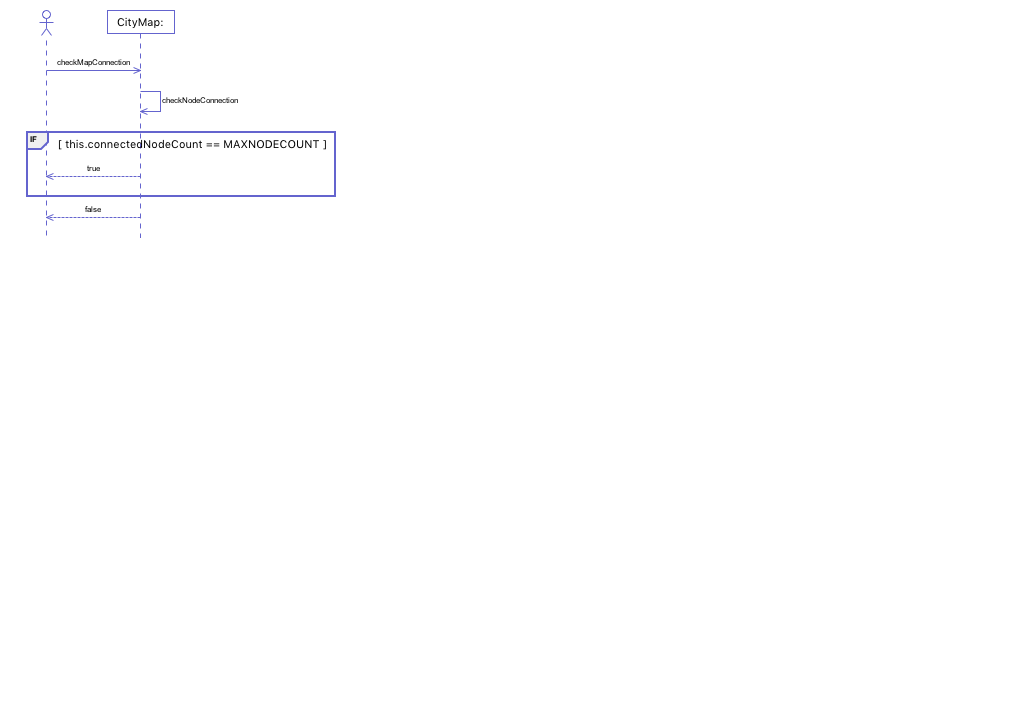 CityMap:
checkMapConnection
checkNodeConnection
IF
[ this.connectedNodeCount == MAXNODECOUNT ]
true
false